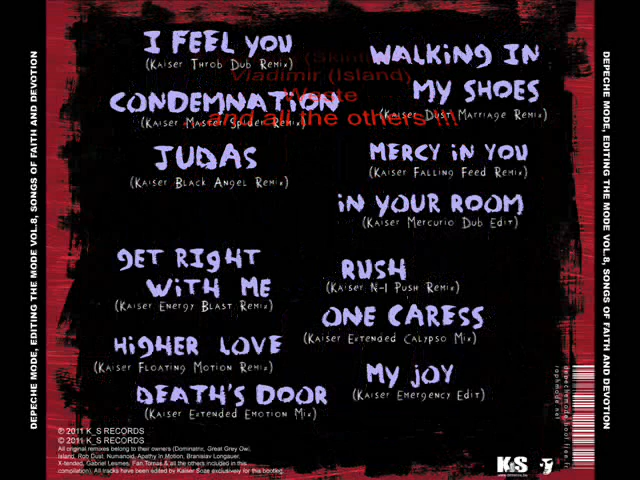 DEPECHE MODE, EDITING THE MODE VOL.8, SONGS OF FAITH AND DEVOTION
I FEEL YOU
(KAISER THROB DUB REMIX)
CONDEMNATION
(KAISER MASTER SPIDER REMIX)
JUDAS
(KAISER BLACK ANGEL REMIX)
GET RIGHT
WITH ME
(KAISER ENERGY BLAST REMIX)
HIGHER LOVE
(KAISER FLOATING MOTION REMIX)
DEATH'S DOOR
(KAISER EXTENDED EMOTION MIX)
Vladimir (Island)
Waste
and all the others !!!
WALKING IN
MY SHOES
(KAISER DUST MARRIAGE REMIX)
MERCY IN YOU
(KAISER FALLING FEED REMIX)
IN YOUR ROOM
(KAISER MERCURIO DUB EDIT)
RUSH
(KAISER N-I PUSH REMIX)
ONE CARESS
(KAISER EXTENDED CALYPSO MIX)
MY JOY
(KAISER EMERGENCY EDIT)
℗ 2011 K_S RECORDS
© 2011 K_S RECORDS
All original remixes belong to their owners (Dominatrix, Great Grey Owl,
Island, Rob Dust, Numanoid, Apathy In Motion, Branislav Longauer,
X-tended, Gabriel Lesmes, Fari Tomas & all the others included in this
compilation). All tracks have been edited by Kaiser Soze exclusively for this bootleg.
K_S
DEPECHE MODE, EDITING THE MODE VOL.8, SONGS OF FAITH AND DEVOTION